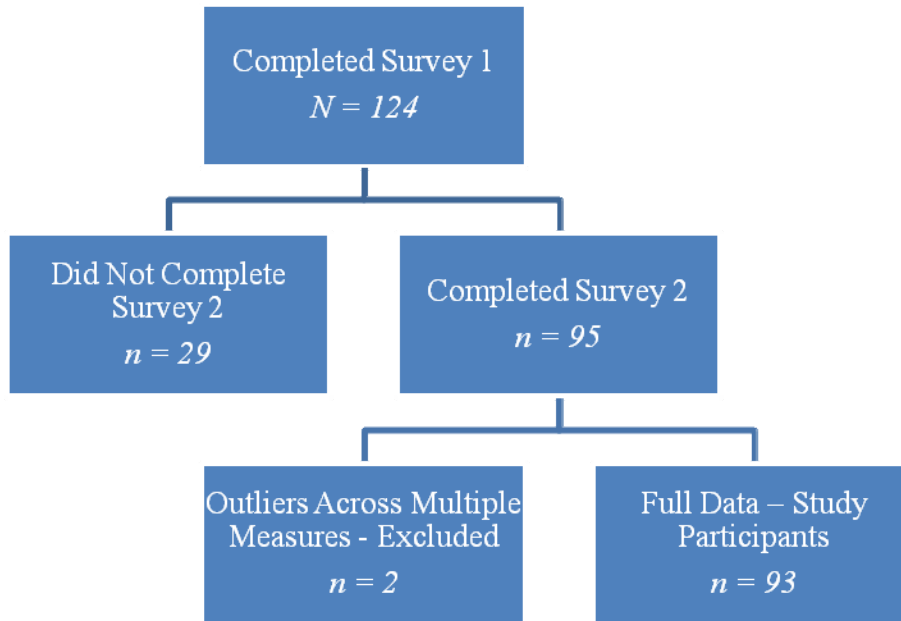 Completed Survey 1
N = 124
Did Not Complete
Survey 2
n = 29
Completed Survey 2
n = 95
Outliers Across Multiple
Measures - Excluded
n = 2
Full Data – Study
Participants
n = 93